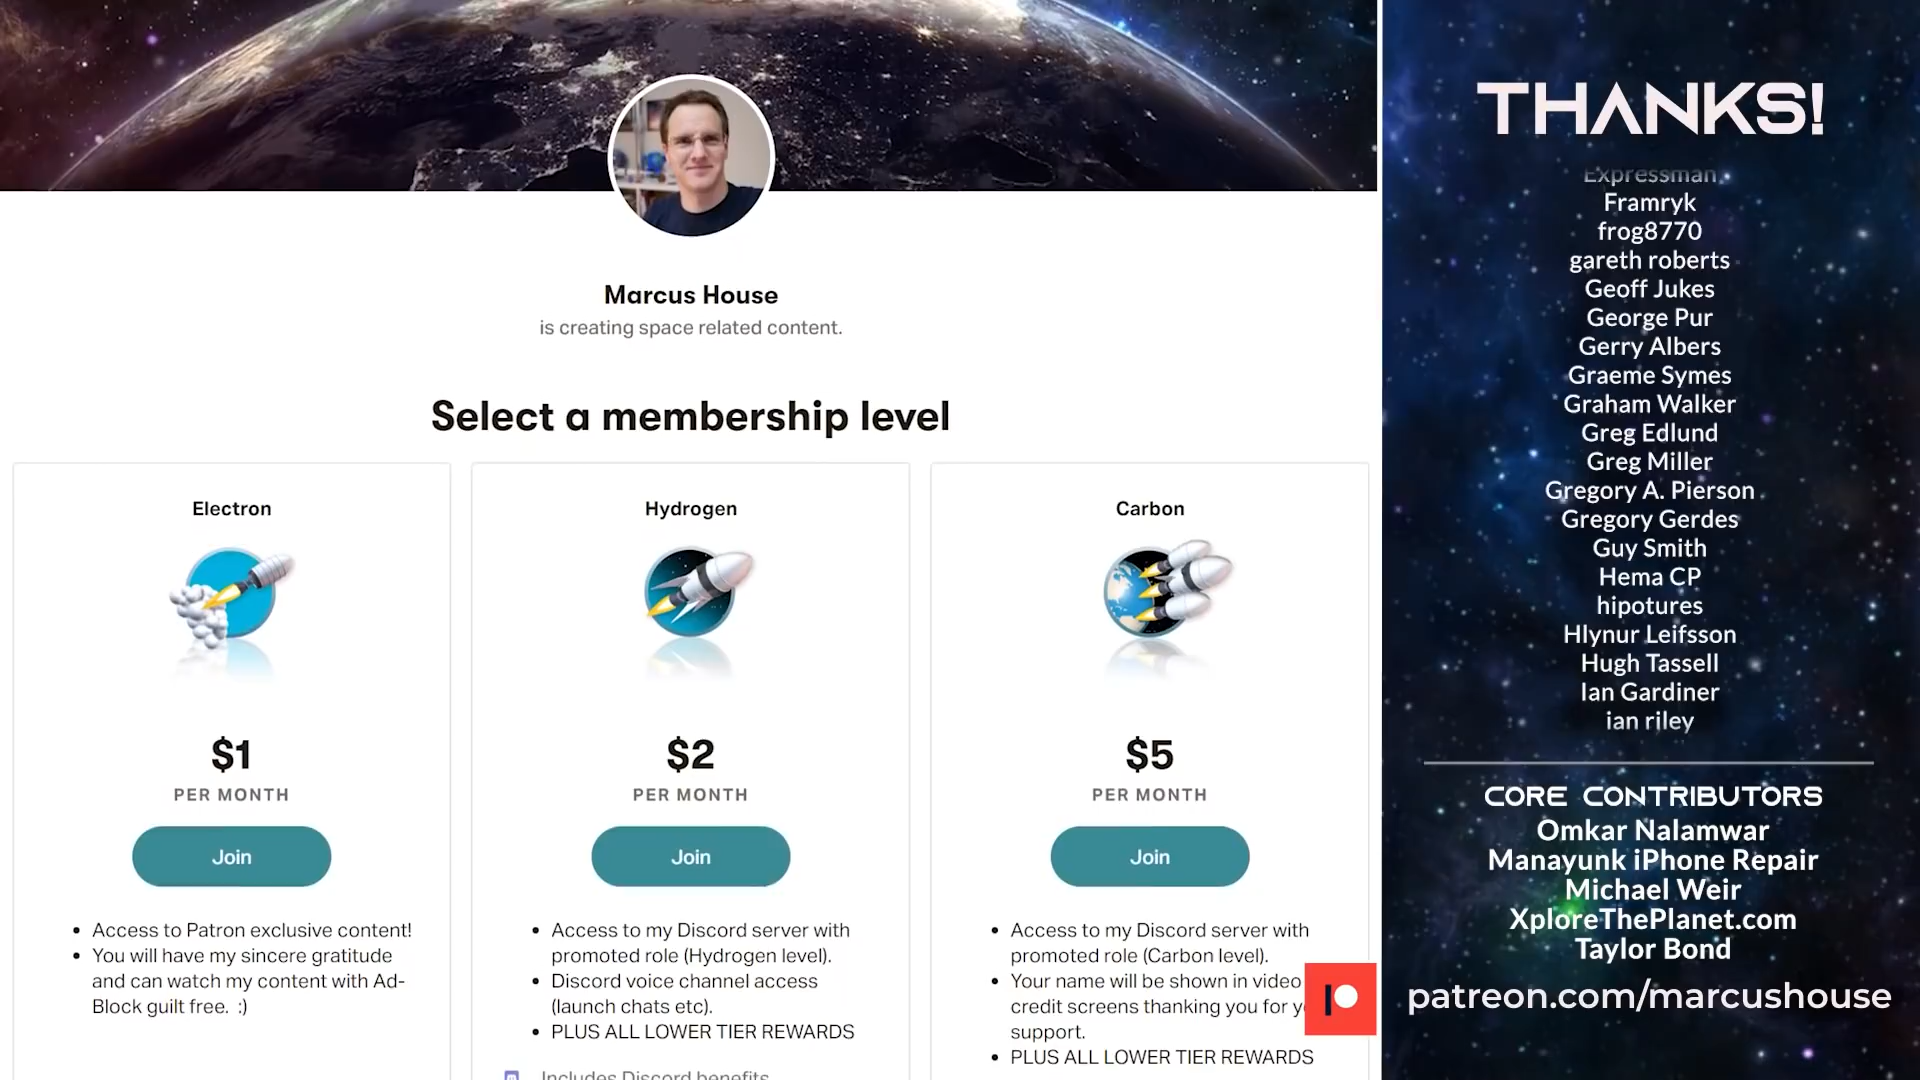 Marcus House
is creating space related content.
Select a membership level
Electron
$1
PER MONTH
Join
• Access to Patron exclusive content!
• You will have my sincere gratitude
and can watch my content with Ad-
Block guilt free. :)
Hydrogen
$2
PER MONTH
Join
• Access to my Discord server with
promoted role (Hydrogen level).
• Discord voice channel access
(launch chats etc).
• PLUS ALL LOWER TIER REWARDS
Includes Discord benefits
Carbon
$5
PER MONTH
Join
• Access to my Discord server with
promoted role (Carbon level).
• Your name will be shown in video
credit screens thanking you for
support.
• PLUS ALL LOWER TIER REWARDS
THANKS!
Expressman
Framryk
frog8770
gareth roberts
Geoff Jukes
George Pur
Gerry Albers
Graeme Symes
Graham Walker
Greg Edlund
Greg Miller
Gregory A. Pierson
Gregory Gerdes
Guy Smith
Hema CP
hipotures
Hlynur Leifsson
Hugh Tassell
Ian Gardiner
ian riley
CORE CONTRIBUTORS
Omkar Nalamwar
Manayunk iPhone Repair
Michael Weir
XploreThePlanet.com
Taylor Bond
patreon.com/marcushouse